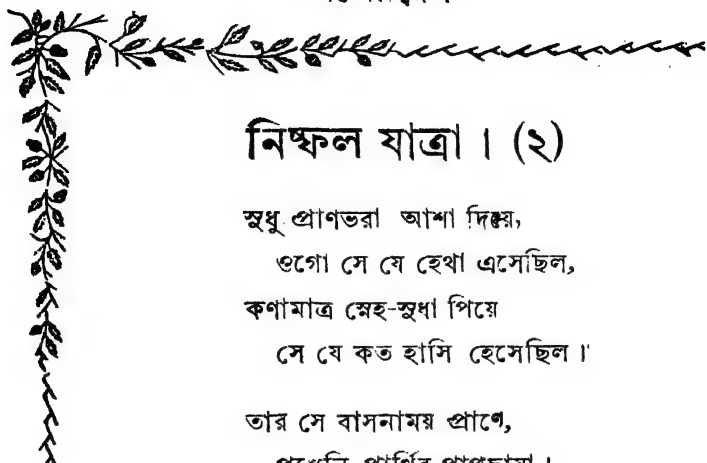 নিষ্ফল যাত্রা । (২)
সুধু প্রাণভরা আশা দিয়ে,
ওগো সে যে হেথা এসেছিল,
কণামাত্র স্নেহ-সুধা পিয়ে
সে যে কত হাসি হেসেছিল ।
তার সে বাসনাময় প্রাণে,